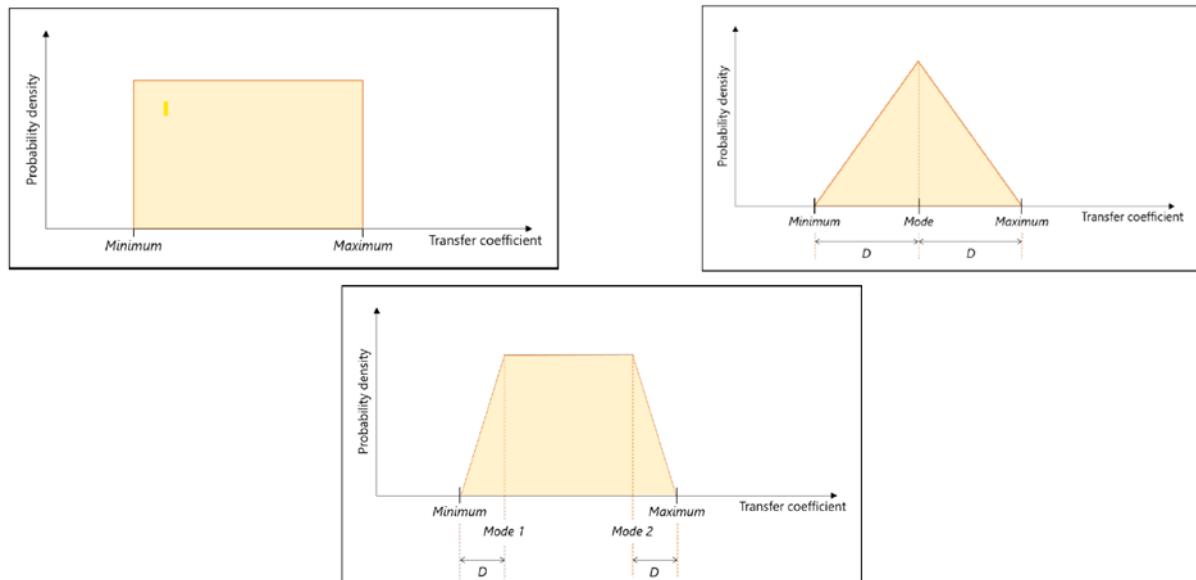 Probability density
Minimum
Maximum
Transfer coefficient
Probability density
Minimum
Mode
Maximum
Transfer coefficient
D
D
Probability density
Minimum
Maximum
Transfer coefficient
Mode 1
Mode 2
D
D